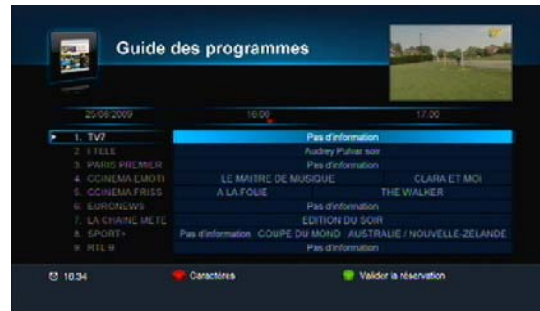 Guide des programmes
25/06/2009 16.00 17.00
1. TV7 Pas d'information
2. I TELE Audrey Pulvar soir
3. PARIS PREMIER Pas d'information
4. CCINEMA EMOTI LE MAITRE DE MUSIQUE CLARA ET MOI
5. CCINEMA FRISS A LA FOLIE THE WALKER
6. EURONEWS Pas d'information
7. LA CHAINE METE EDITION DU SOIR
8. SPORT+ Pas d'information COUPE DU MOND AUSTRALIE / NOUVELLE-ZELANDE
9. RTL 9 Pas d'information
16:34 Caractéres Valider la réservation